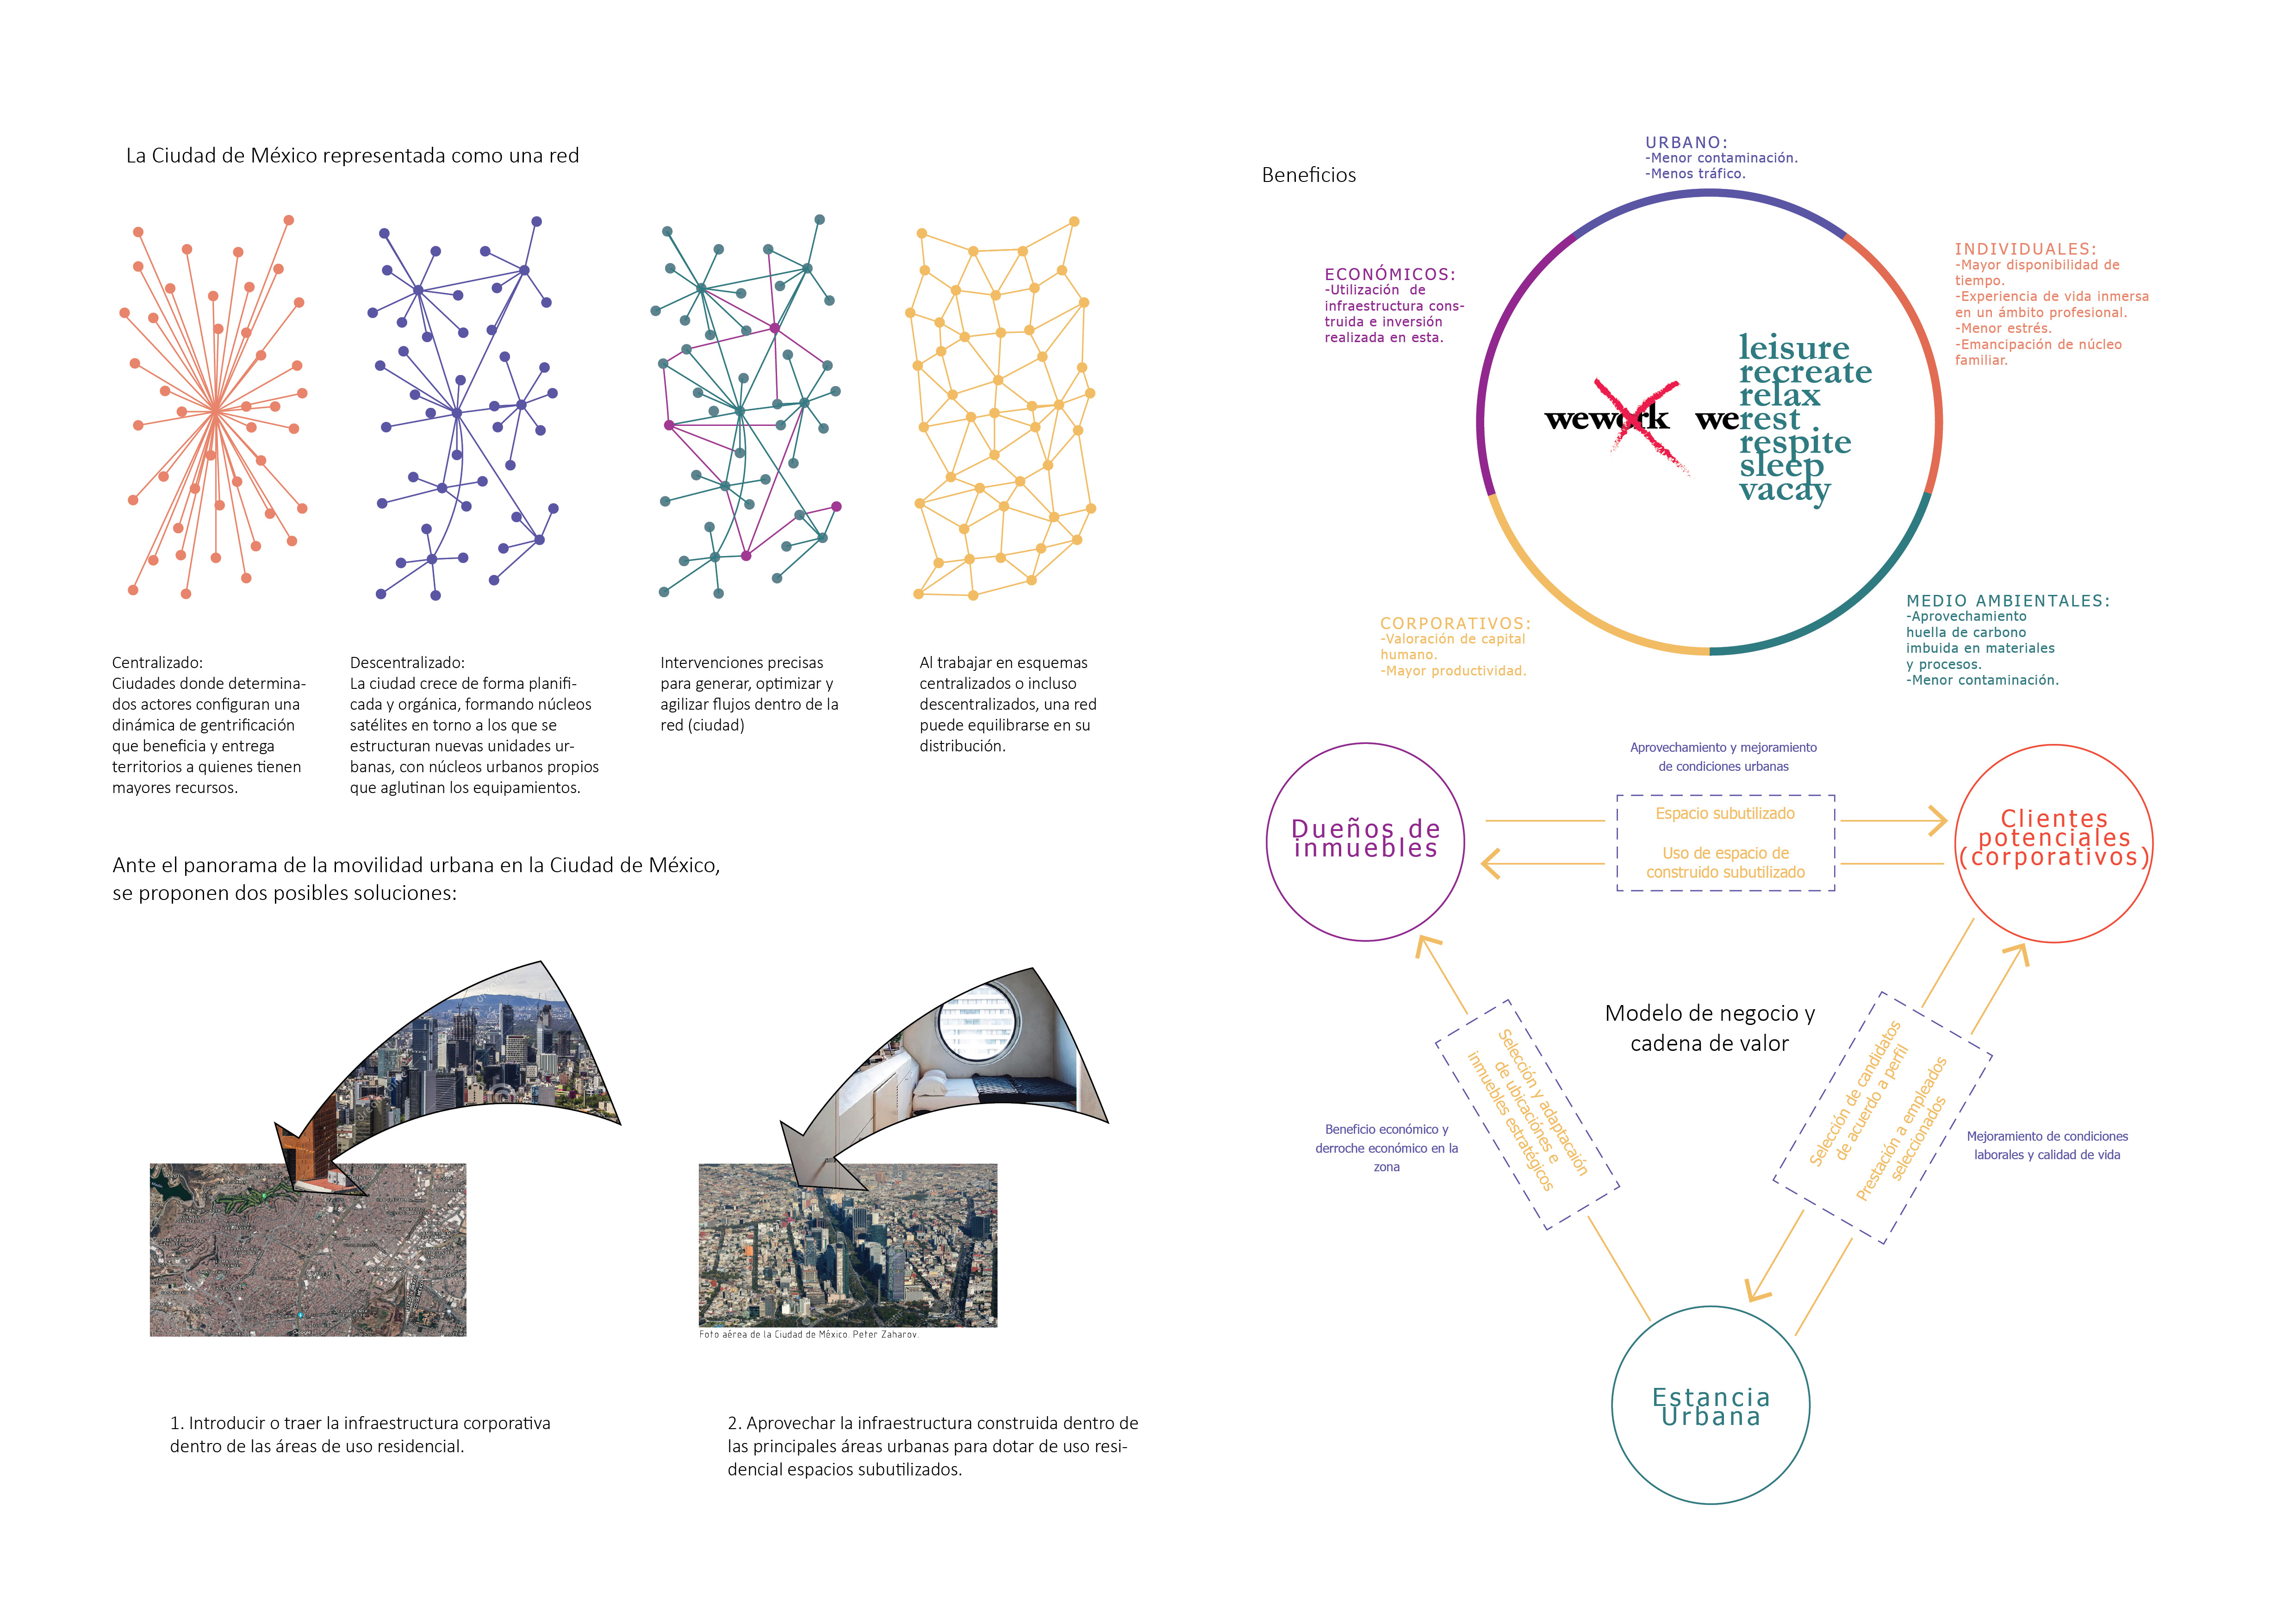 La Ciudad de México representada como una red
Centralizado:
Ciudades donde determina-
dos actores configuran una
dinámica de gentrificación
que beneficia y entrega
territorios a quienes tienen
mayores recursos.
Descentralizado:
La ciudad crece de forma planifi-
cada y orgánica, formando núcleos
satélites en torno a los que se
estructuran nuevas unidades ur-
banas, con núcleos urbanos propios
que aglutinan los equipamientos.
Intervenciones precisas
para generar, optimizar y
agilizar flujos dentro de la
red (ciudad)
Al trabajar en esquemas
centralizados o incluso
descentralizados, una red
puede equilibrarse en su
distribución.
Ante el panorama de la movilidad urbana en la Ciudad de México,
se proponen dos posibles soluciones:
Foto aérea de la Ciudad de México. Peter Zaharov.
1. Introducir o traer la infraestructura corporativa
dentro de las áreas de uso residencial.
2. Aprovechar la infraestructura construida dentro de
las principales áreas urbanas para dotar de uso resi-
dencial espacios subutilizados.
Beneficios
URBANO:
-Menor contaminación.
-Menos tráfico.
ECONÓMICOS:
-Utilización de
infraestructura cons-
truida e inversión
realizada en esta.
INDIVIDUALES:
-Mayor disponibilidad de
tiempo.
-Experiencia de vida inmersa
en un ámbito profesional.
-Menor estrés.
-Emancipación de núcleo
familiar.
wework
we
leisure
recreate
relax
rest
respite
sleep
vacay
CORPORATIVOS:
-Valoración de capital
humano.
-Mayor productividad.
MEDIO AMBIENTALES:
-Aprovechamiento
huella de carbono
imbuida en materiales
y procesos.
-Menor contaminación.
Aprovechamiento y mejoramiento
de condiciones urbanas
Dueños de
inmuebles
Espacio subutilizado
Uso de espacio de
construido subutilizado
Clientes
potenciales
(corporativos)
Modelo de negocio y
cadena de valor
Selección y adaptacaión
de ubicaciónes e
inmuebles estratégicos
Selección de candidatos
de acuerdo a perfil
Prestación a empleados
seleccionados
Beneficio económico y
derroche económico en la
zona
Mejoramiento de condiciones
laborales y calidad de vida
Estancia
Urbana